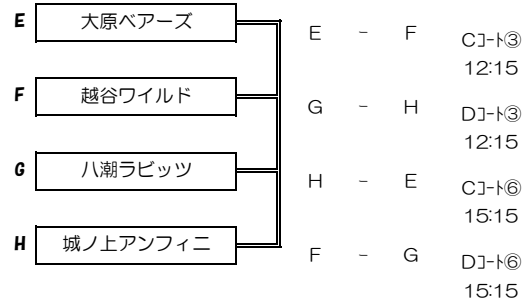 E 大原ベアーズ
E - F Cｺｰﾄ③
12:15
F 越谷ワイルド
G - H Dｺｰﾄ③
12:15
G 八潮ラビッツ
H - E Cｺｰﾄ⑥
15:15
H 城ノ上アンフィニ
F - G Dｺｰﾄ⑥
15:15